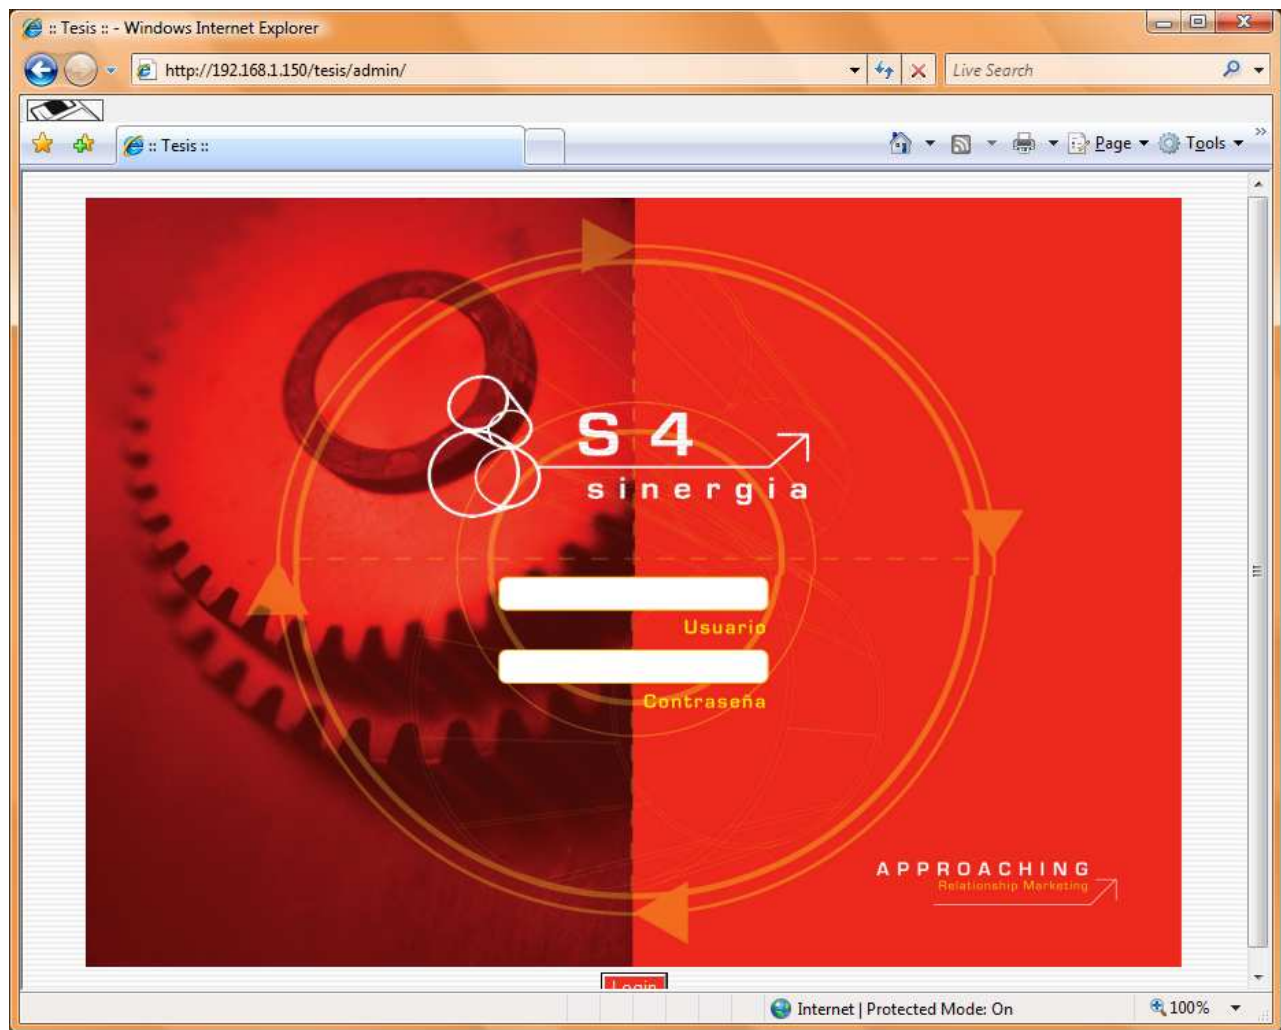 :: Tesis :: - Windows Internet Explorer
http://192.168.1.150/tesis/admin/
Live Search
:: Tesis ::
Page
Tools
S 4
sinergia
Usuario
Contraseña
APPROACHING
Relationship Marketing
Login
Internet | Protected Mode: On
100%